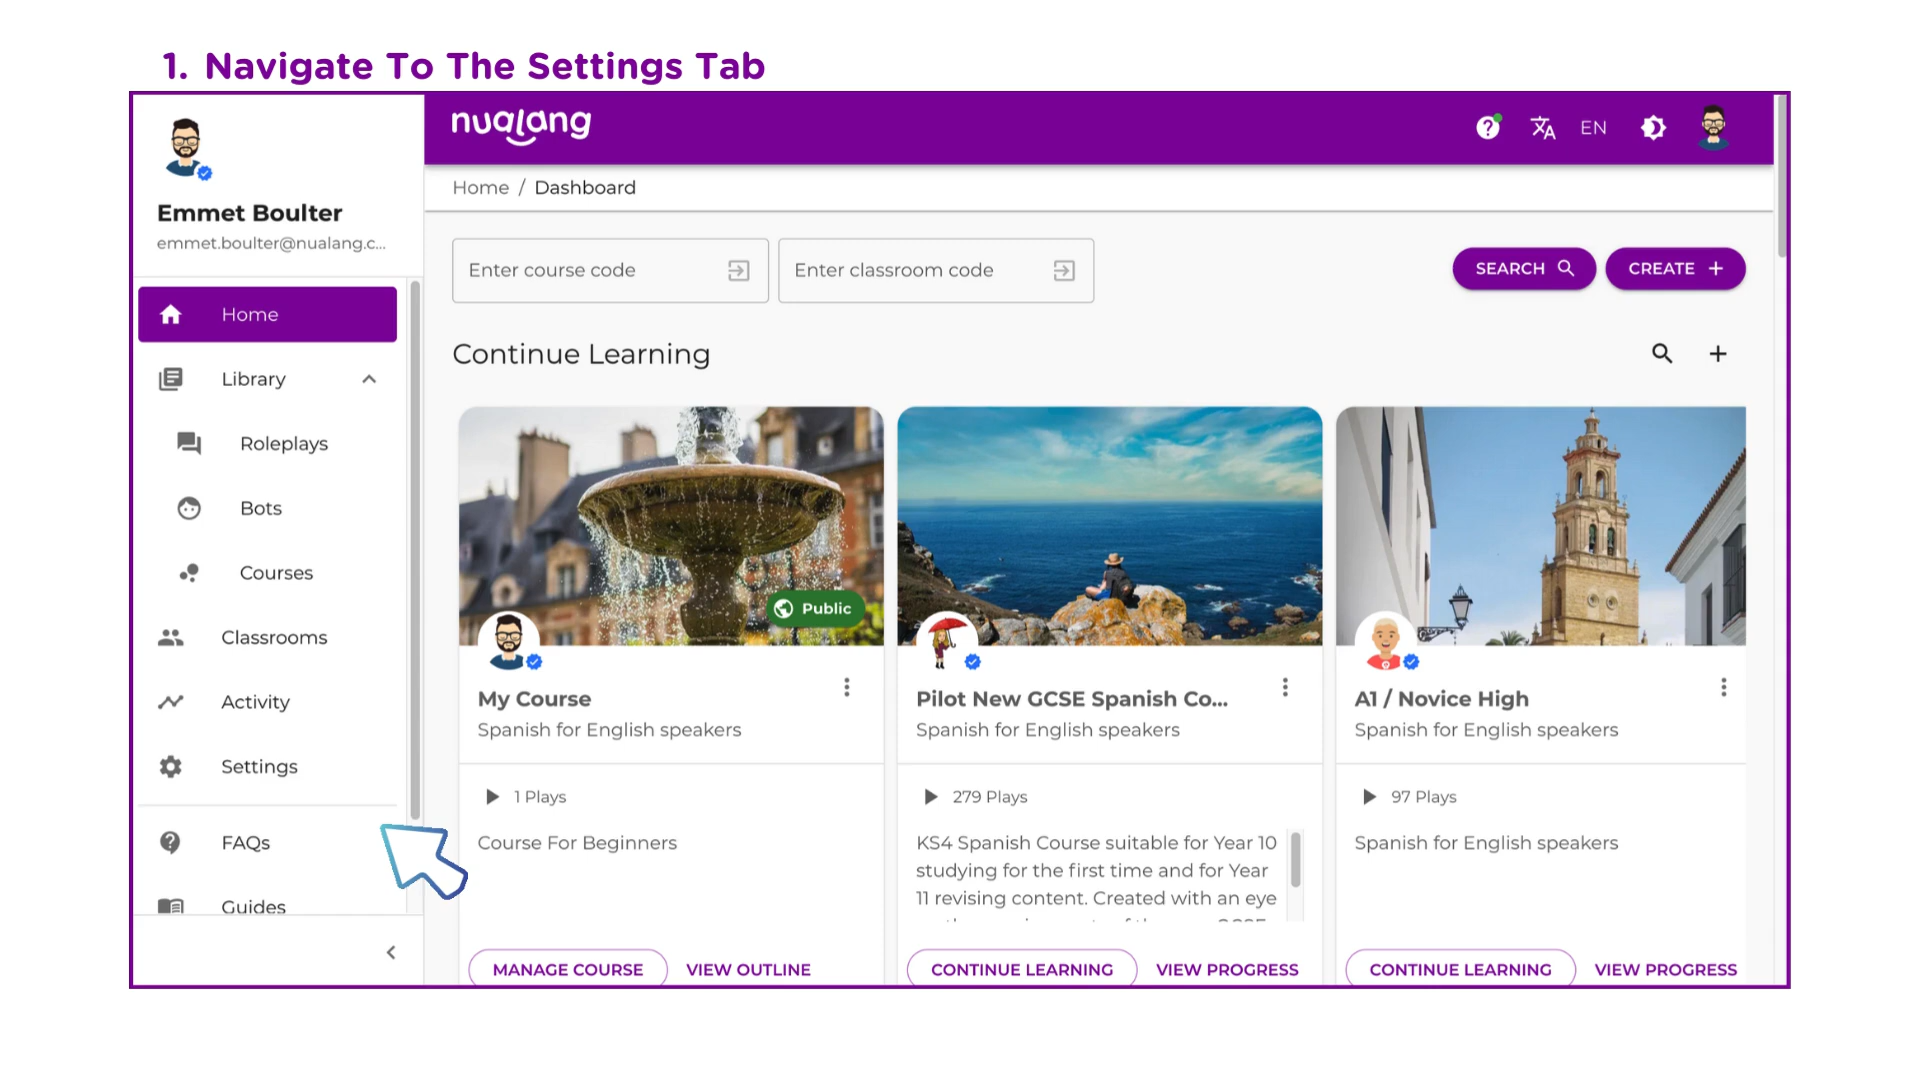 1. Navigate To The Settings Tab
nualang
EN
Emmet Boulter
emmet.boulter@nualang.c...
Home / Dashboard
Enter course code
Enter classroom code
SEARCH
CREATE +
Home
Library
Roleplays
Bots
Courses
Classrooms
Activity
Settings
FAQs
Guides
Continue Learning
Public
My Course
Spanish for English speakers
1 Plays
Course For Beginners
MANAGE COURSE
VIEW OUTLINE
Pilot New GCSE Spanish Co...
Spanish for English speakers
279 Plays
KS4 Spanish Course suitable for Year 10
studying for the first time and for Year
11 revising content. Created with an eye
CONTINUE LEARNING
VIEW PROGRESS
A1 / Novice High
Spanish for English speakers
97 Plays
Spanish for English speakers
CONTINUE LEARNING
VIEW PROGRESS